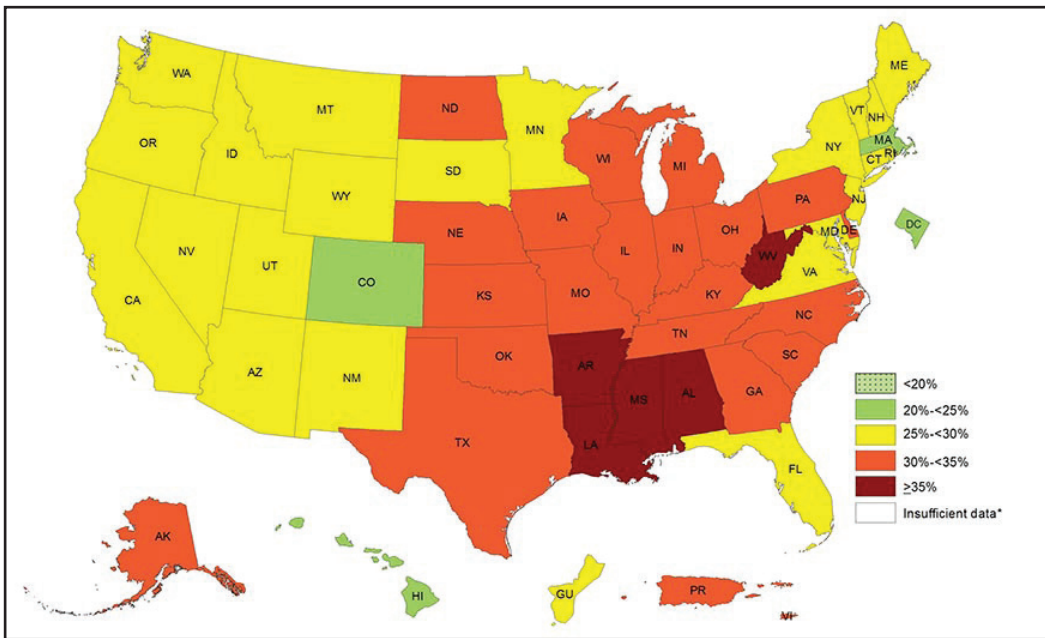 WA
MT
ND
MN
OR
ID
WY
SD
WI
MI
NY
VT
NH
ME
MA
CT
RI
NV
UT
CO
NE
IA
IL
IN
OH
PA
NJ
MD
DE
DC
CA
AZ
NM
KS
MO
KY
WV
VA
OK
AR
TN
NC
SC
TX
LA
MS
AL
GA
FL
AK
HI
GU
PR
VI
<20%
20%-<25%
25%-<30%
30%-<35%
≥35%
Insufficient data*